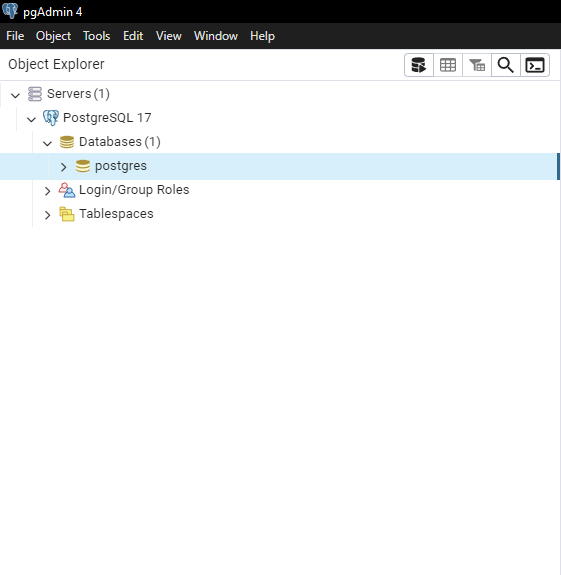 pgAdmin 4
File Object Tools Edit View Window Help
Object Explorer
Servers (1)
PostgreSQL 17
Databases (1)
postgres
Login/Group Roles
Tablespaces